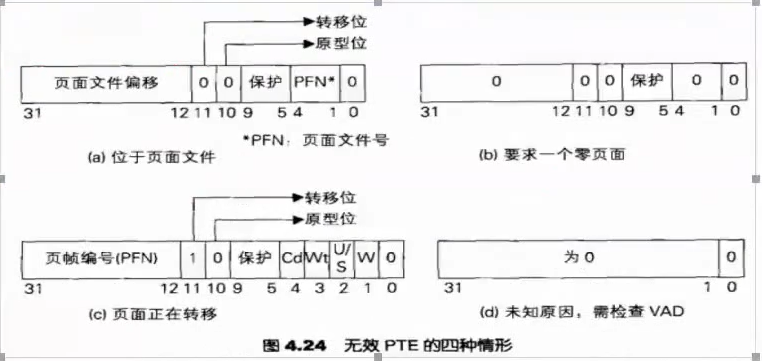 转移位
原型位
页面文件偏移 0 0 保护 PFN* 0
31 12 11 10 9 5 4 1 0
*PFN: 页面文件号
(a) 位于页面文件
0 0 0 保护 0 0
31 12 11 10 9 5 4 1 0
(b) 要求一个零页面
转移位
原型位
页帧编号(PFN) 1 0 保护 Cd Wt U/S W 0
31 12 11 10 9 5 4 3 2 1 0
(c) 页面正在转移
为 0 0
31 1 0
(d) 未知原因，需检查 VAD
图 4.24 无效 PTE 的四种情形